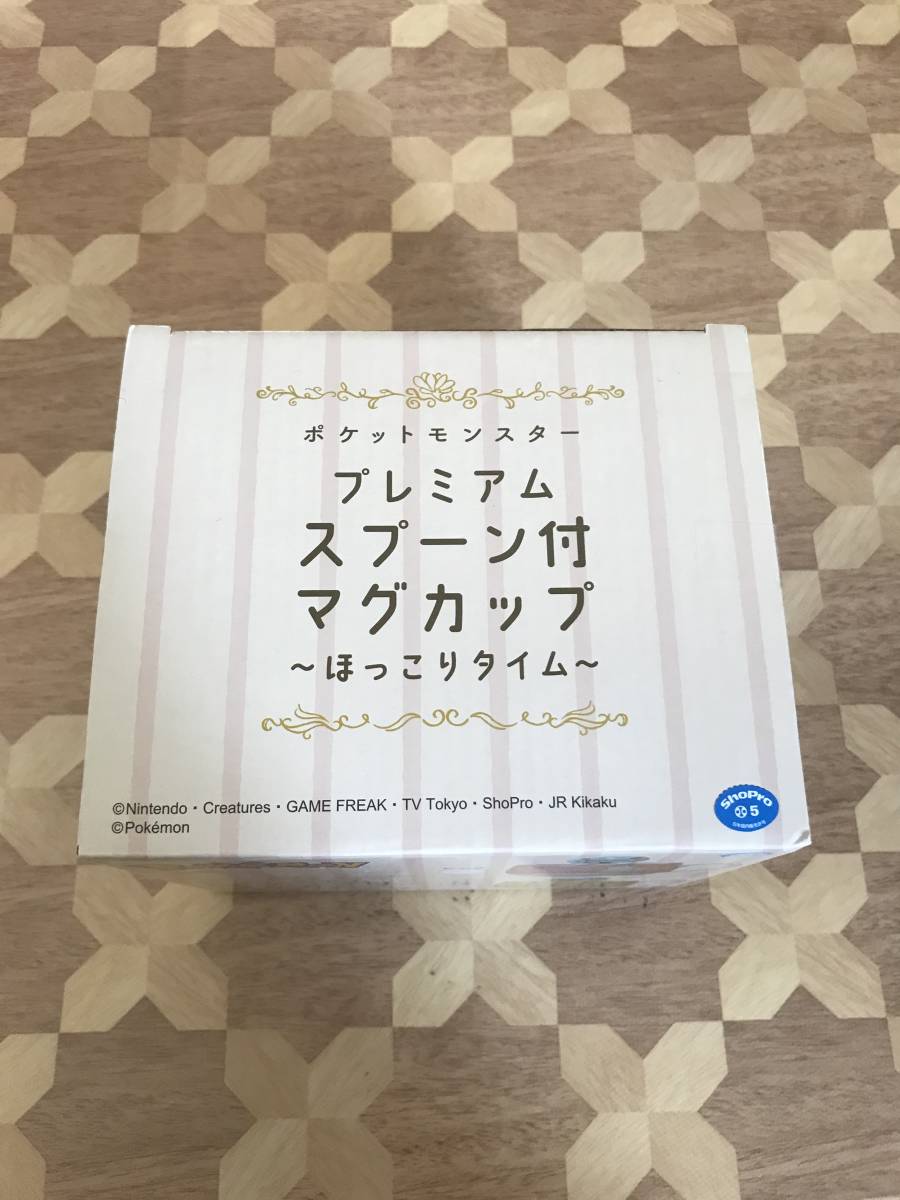 ポケットモンスター
プレミアム
スプーン付
マグカップ
～ほっこりタイム～
©Nintendo・Creatures・GAME FREAK・TV Tokyo・ShoPro・JR Kikaku
©Pokémon
ShoPro
5